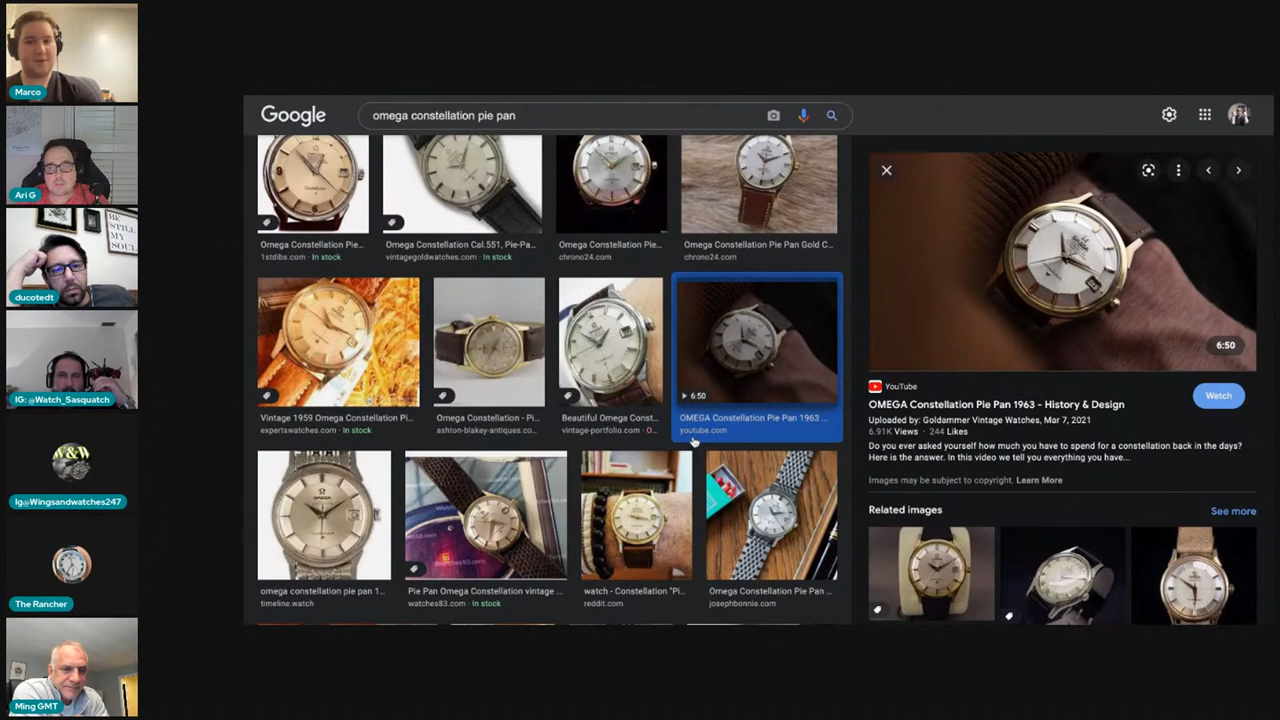 Marco
Ari G
BE
STILL
MY
SOUL
ducotedt
IG: @Watch_Sasquatch
W&W
Ig@Wingsandwatches247
The Rancher
Ming GMT
Google
omega constellation pie pan
Omega Constellation Pie...
1stdibs.com · In stock
Omega Constellation Cal.551, Pie-Pa...
vintagegoldwatches.com · In stock
Omega Constellation Pie...
chrono24.com
Omega Constellation Pie Pan Gold C...
chrono24.com
Vintage 1959 Omega Constellation Pi...
expertswatches.com · In stock
Omega Constellation - Pi...
ashton-blakey-antiques.co...
Beautiful Omega Const...
vintage-portfolio.com · O...
6:50
OMEGA Constellation Pie Pan 1963 ...
youtube.com
omega constellation pie pan 1...
timeline.watch
Watches83.com
Pie Pan Omega Constellation vintage ...
watches83.com · In stock
watch - Constellation "Pi...
reddit.com
Omega Constellation Pie Pan ...
josephbonnie.com
6:50
YouTube
OMEGA Constellation Pie Pan 1963 - History & Design
Watch
Uploaded by: Goldammer Vintage Watches, Mar 7, 2021
6.91K Views · 244 Likes
Do you ever asked yourself how much you have to spend for a constellation back in the days?
Here is the answer. In this video we tell you everything you have...
Images may be subject to copyright. Learn More
Related images
See more